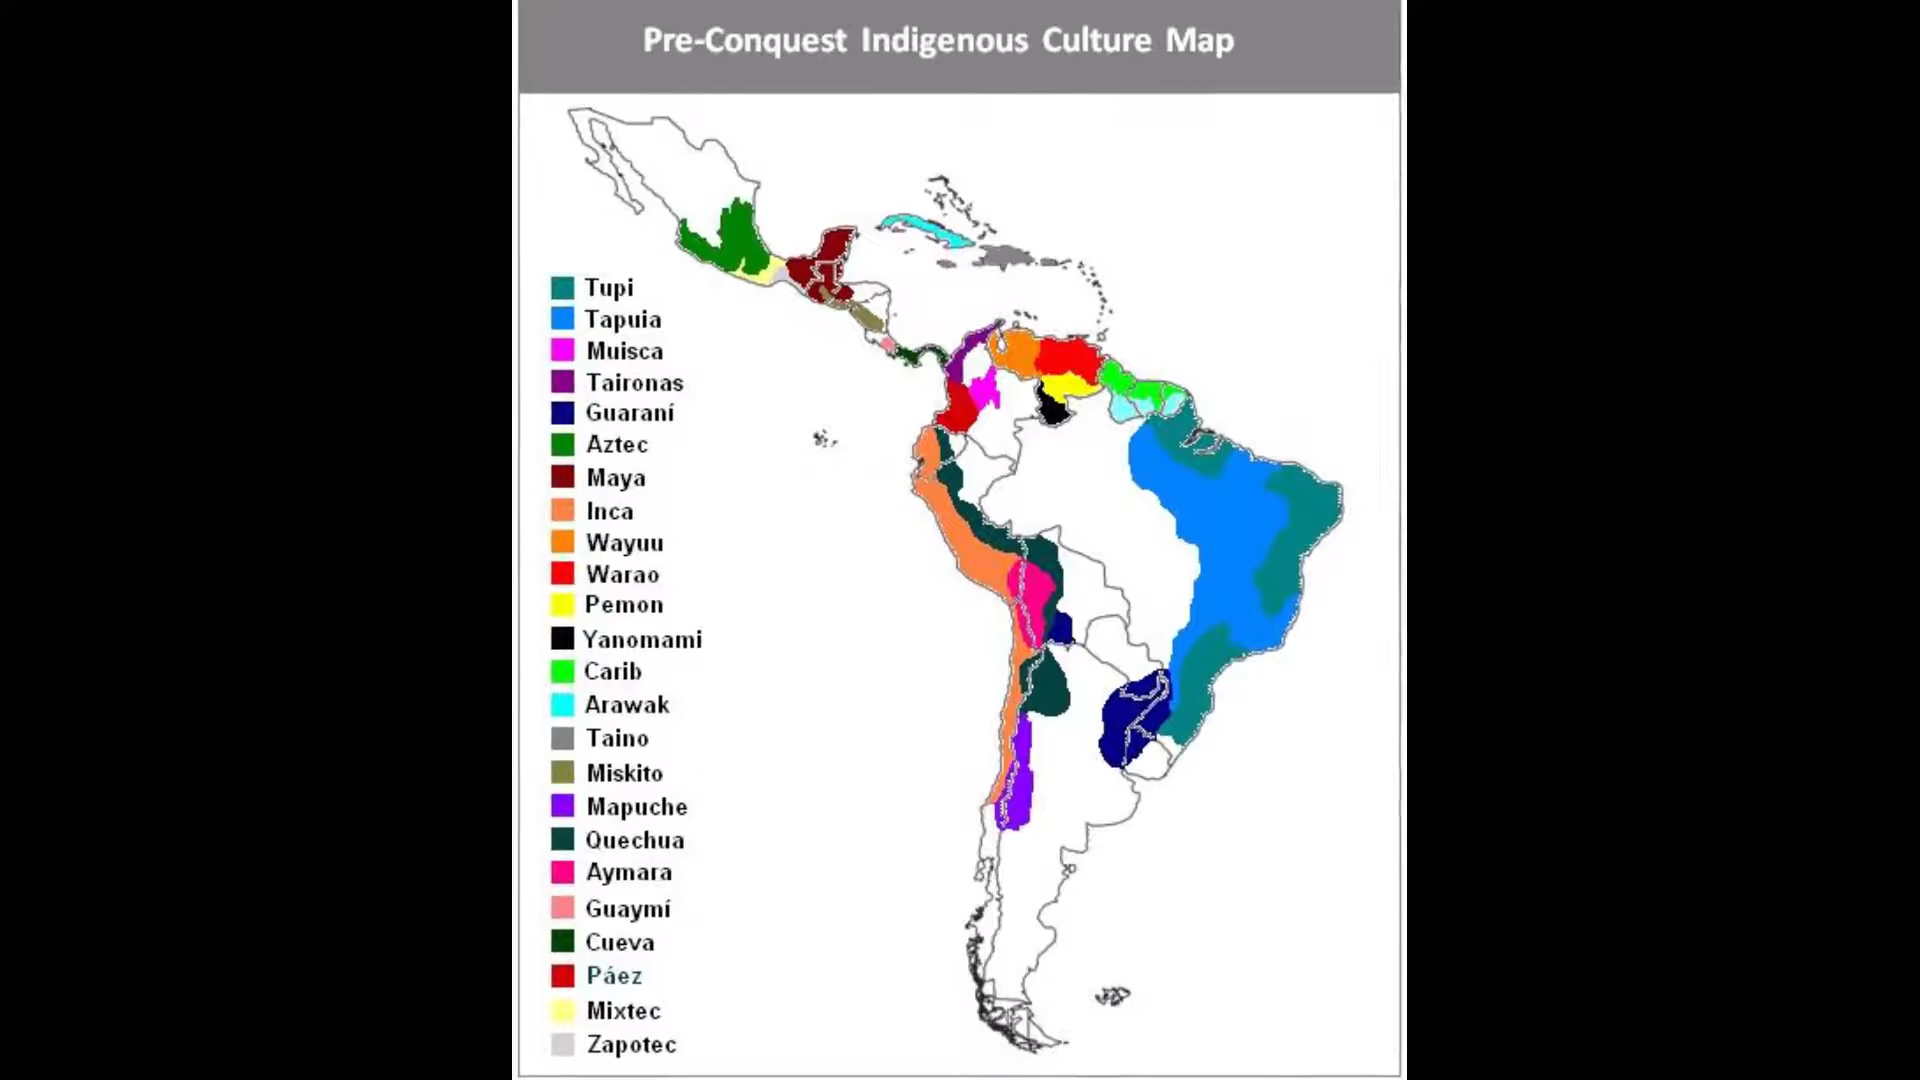 Pre-Conquest Indigenous Culture Map
Tupi
Tapuia
Muisca
Taironas
Guaraní
Aztec
Maya
Inca
Wayuu
Warao
Pemon
Yanomami
Carib
Arawak
Taino
Miskito
Mapuche
Quechua
Aymara
Guaymí
Cueva
Páez
Mixtec
Zapotec